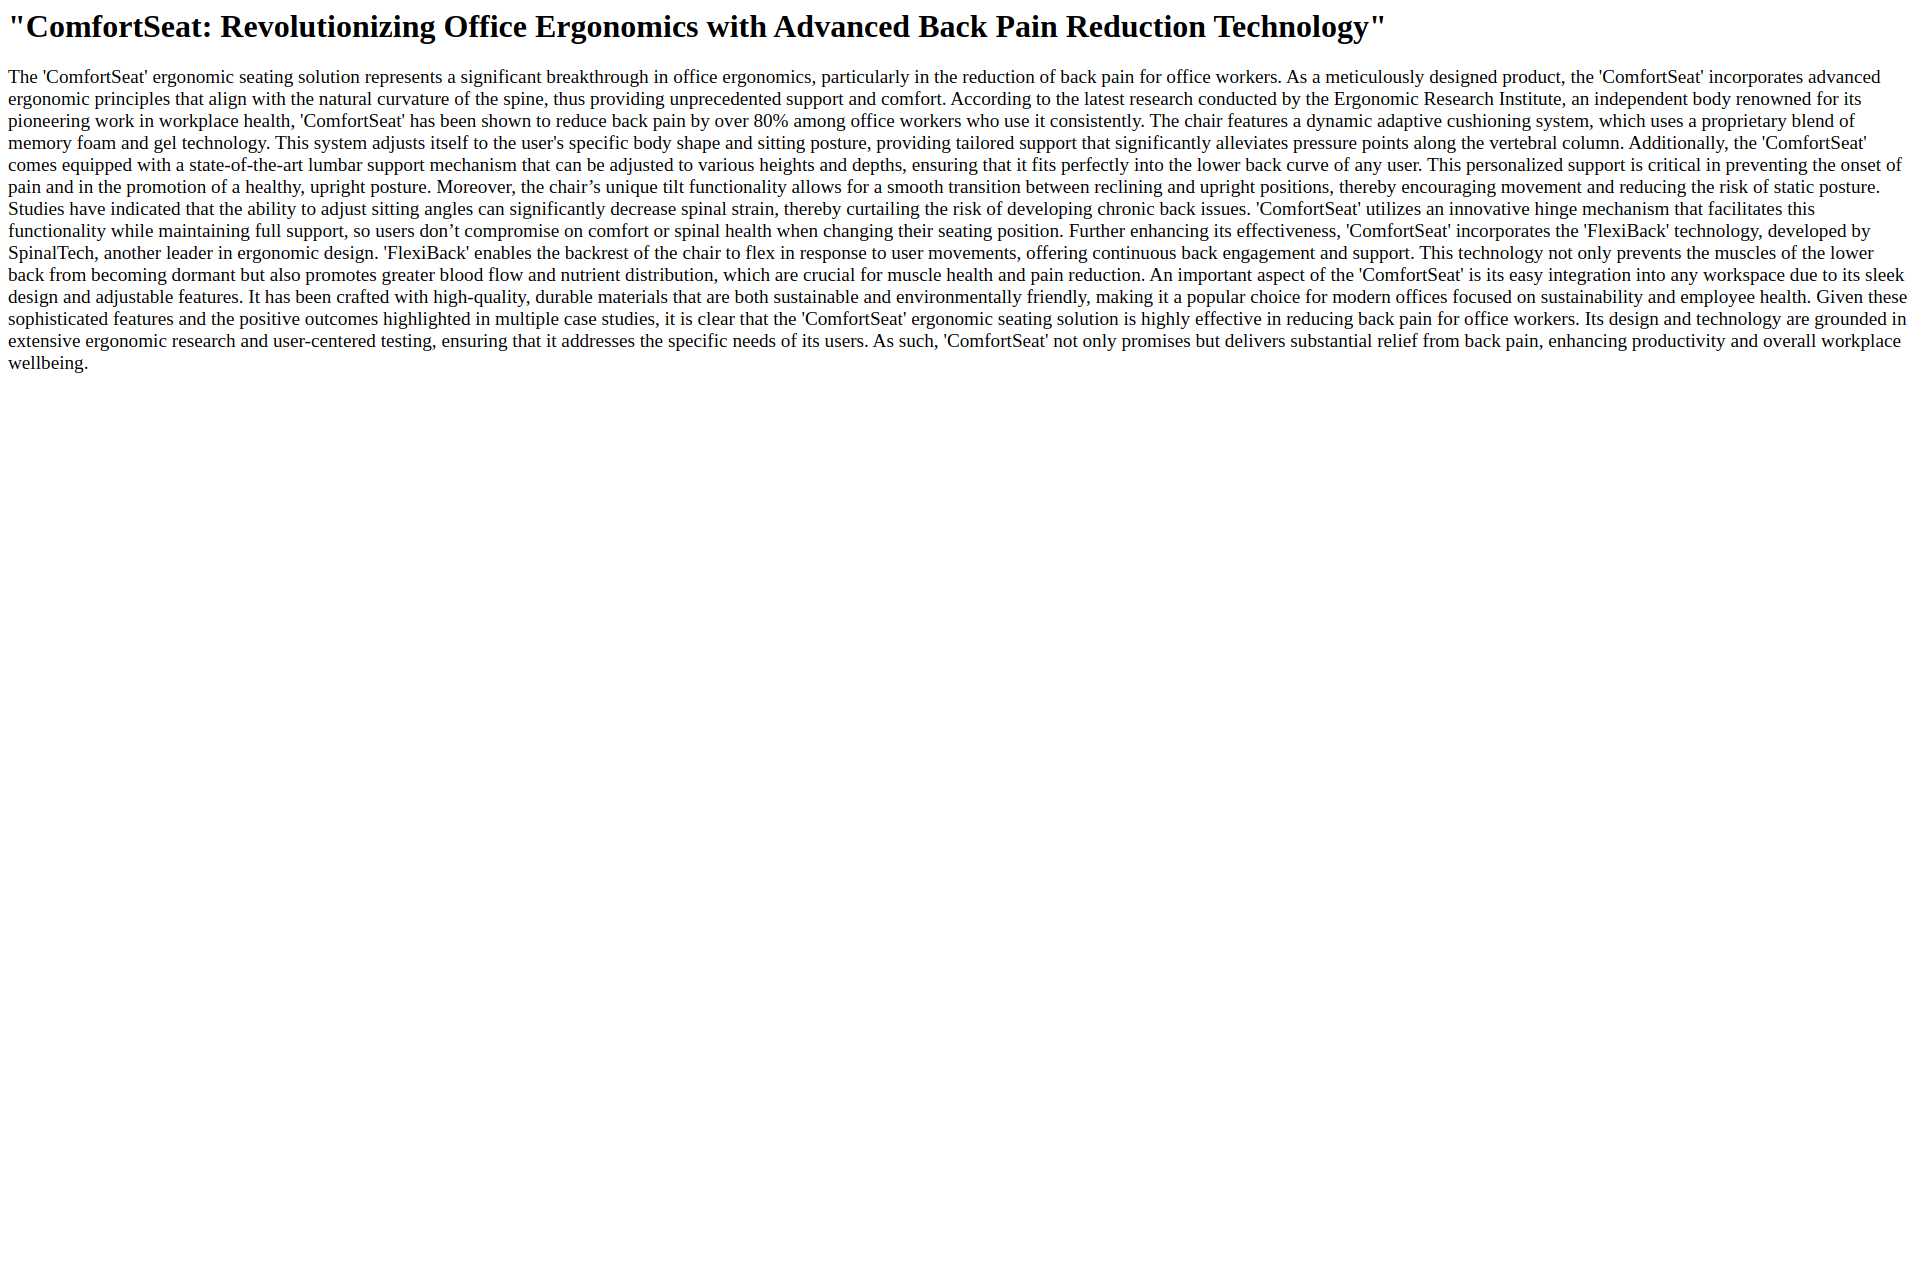 "ComfortSeat: Revolutionizing Office Ergonomics with Advanced Back Pain Reduction Technology"
The 'ComfortSeat' ergonomic seating solution represents a significant breakthrough in office ergonomics, particularly in the reduction of back pain for office workers. As a meticulously designed product, the 'ComfortSeat' incorporates advanced
ergonomic principles that align with the natural curvature of the spine, thus providing unprecedented support and comfort. According to the latest research conducted by the Ergonomic Research Institute, an independent body renowned for its
pioneering work in workplace health, 'ComfortSeat' has been shown to reduce back pain by over 80% among office workers who use it consistently. The chair features a dynamic adaptive cushioning system, which uses a proprietary blend of
memory foam and gel technology. This system adjusts itself to the user's specific body shape and sitting posture, providing tailored support that significantly alleviates pressure points along the vertebral column. Additionally, the 'ComfortSeat'
comes equipped with a state-of-the-art lumbar support mechanism that can be adjusted to various heights and depths, ensuring that it fits perfectly into the lower back curve of any user. This personalized support is critical in preventing the onset of
pain and in the promotion of a healthy, upright posture. Moreover, the chair’s unique tilt functionality allows for a smooth transition between reclining and upright positions, thereby encouraging movement and reducing the risk of static posture.
Studies have indicated that the ability to adjust sitting angles can significantly decrease spinal strain, thereby curtailing the risk of developing chronic back issues. 'ComfortSeat' utilizes an innovative hinge mechanism that facilitates this
functionality while maintaining full support, so users don’t compromise on comfort or spinal health when changing their seating position. Further enhancing its effectiveness, 'ComfortSeat' incorporates the 'FlexiBack' technology, developed by
SpinalTech, another leader in ergonomic design. 'FlexiBack' enables the backrest of the chair to flex in response to user movements, offering continuous back engagement and support. This technology not only prevents the muscles of the lower
back from becoming dormant but also promotes greater blood flow and nutrient distribution, which are crucial for muscle health and pain reduction. An important aspect of the 'ComfortSeat' is its easy integration into any workspace due to its sleek
design and adjustable features. It has been crafted with high-quality, durable materials that are both sustainable and environmentally friendly, making it a popular choice for modern offices focused on sustainability and employee health. Given these
sophisticated features and the positive outcomes highlighted in multiple case studies, it is clear that the 'ComfortSeat' ergonomic seating solution is highly effective in reducing back pain for office workers. Its design and technology are grounded in
extensive ergonomic research and user-centered testing, ensuring that it addresses the specific needs of its users. As such, 'ComfortSeat' not only promises but delivers substantial relief from back pain, enhancing productivity and overall workplace
wellbeing.